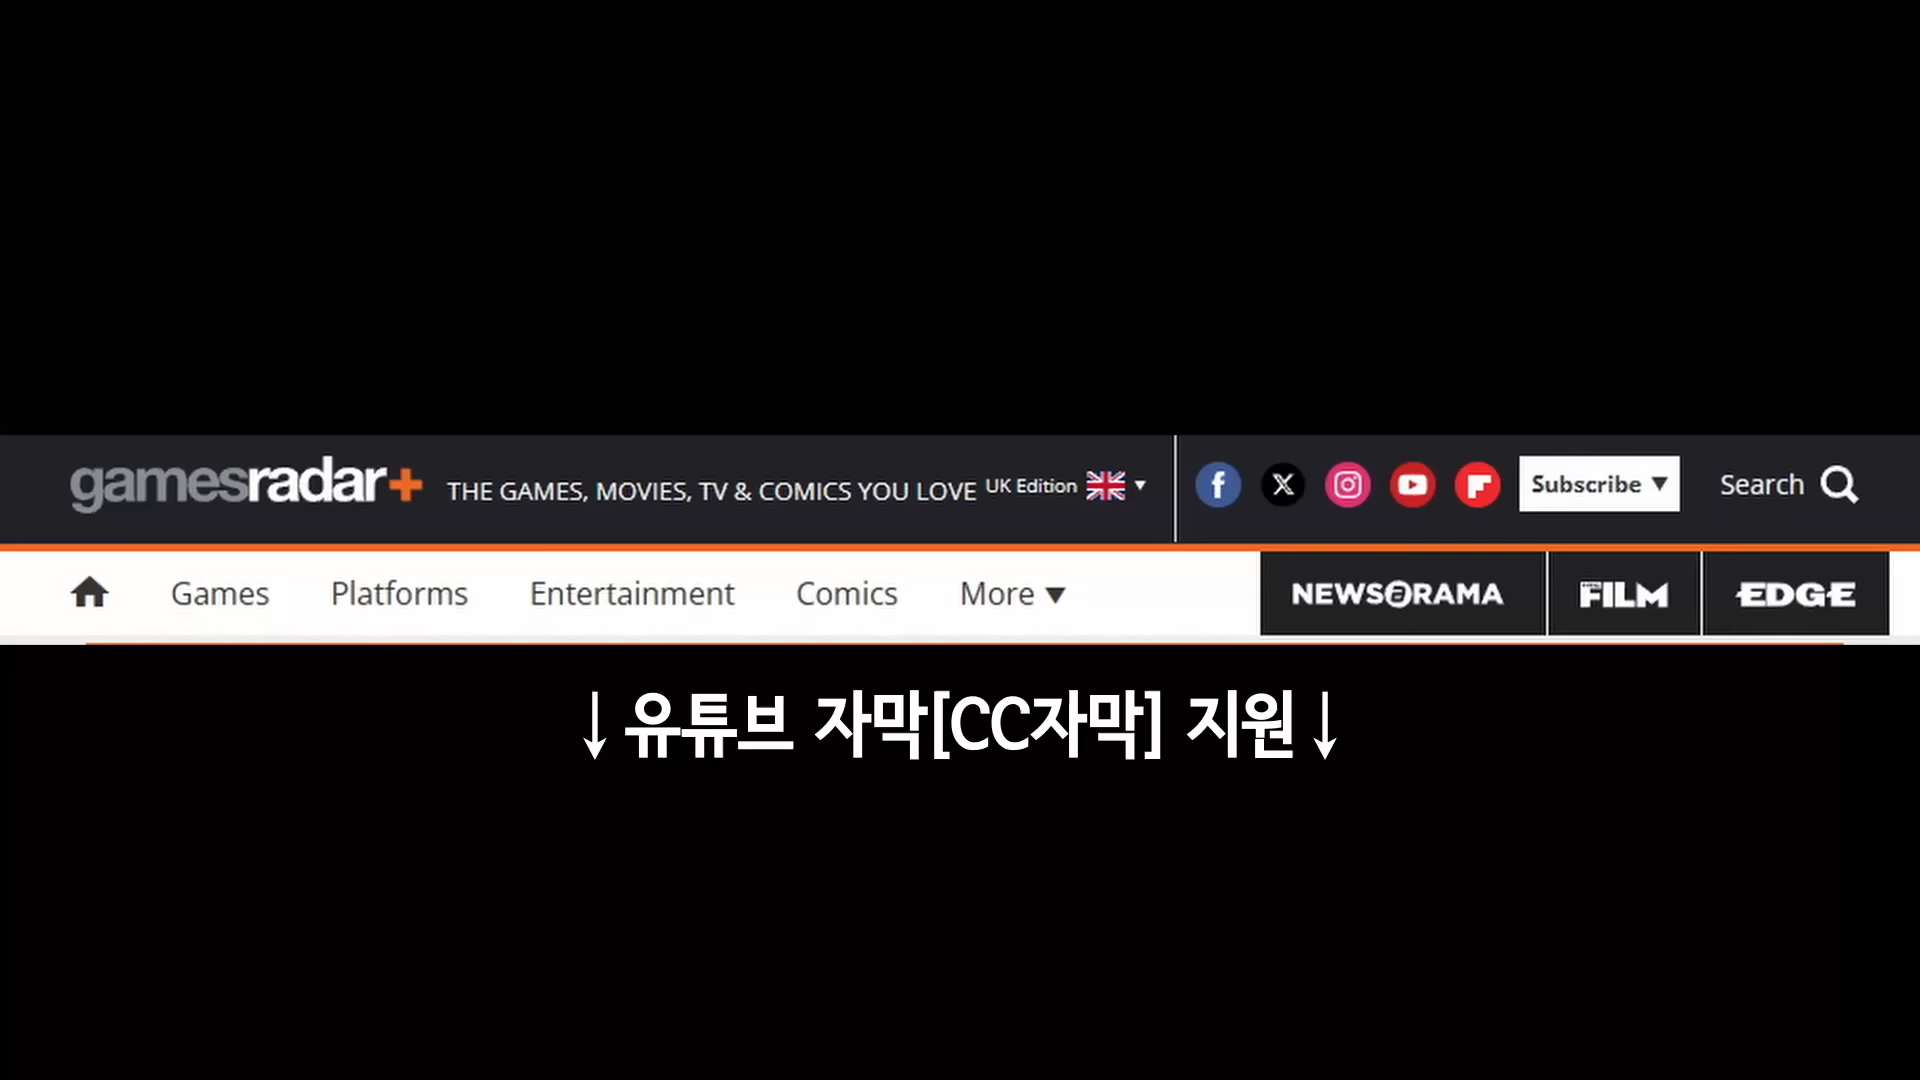 gamesradar+ THE GAMES, MOVIES, TV & COMICS YOU LOVE UK Edition Subscribe ▼ Search
Games Platforms Entertainment Comics More ▼ NEWSARAMA FILM EDGE
↓유튜브 자막[CC자막] 지원↓